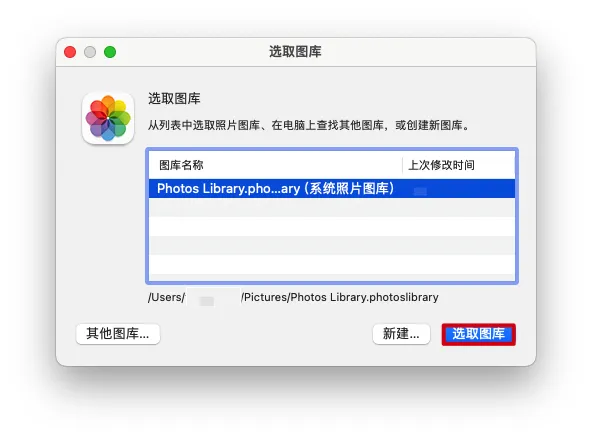 选取图库
选取图库
从列表中选取照片图库、在电脑上查找其他图库，或创建新图库。
图库名称 上次修改时间
Photos Library.pho...ary (系统照片图库)
/Users/ /Pictures/Photos Library.photoslibrary
其他图库... 新建... 选取图库